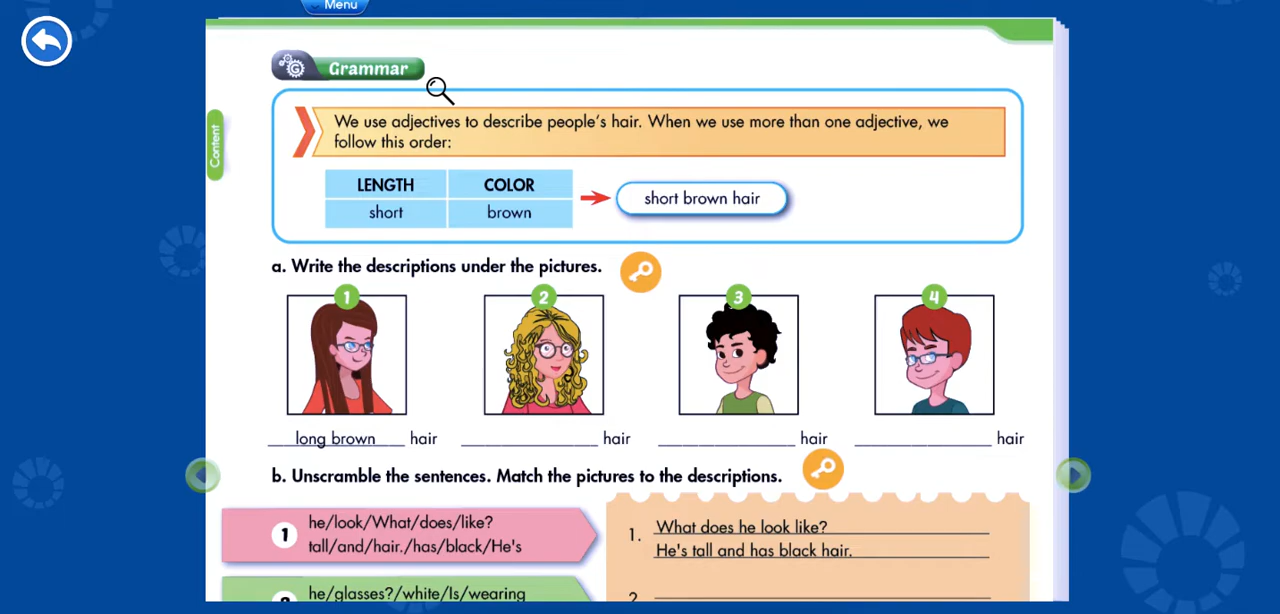 Menu
Content
G Grammar
We use adjectives to describe people's hair. When we use more than one adjective, we
follow this order:
LENGTH COLOR
short brown
short brown hair
a. Write the descriptions under the pictures.
1 2 3 4
long brown hair ____________ hair ____________ hair ____________ hair
b. Unscramble the sentences. Match the pictures to the descriptions.
1 he/look/What/does/like?
tall/and/hair./has/black/He's
1. What does he look like?
He's tall and has black hair.
he/glasses?/white/Is/wearing